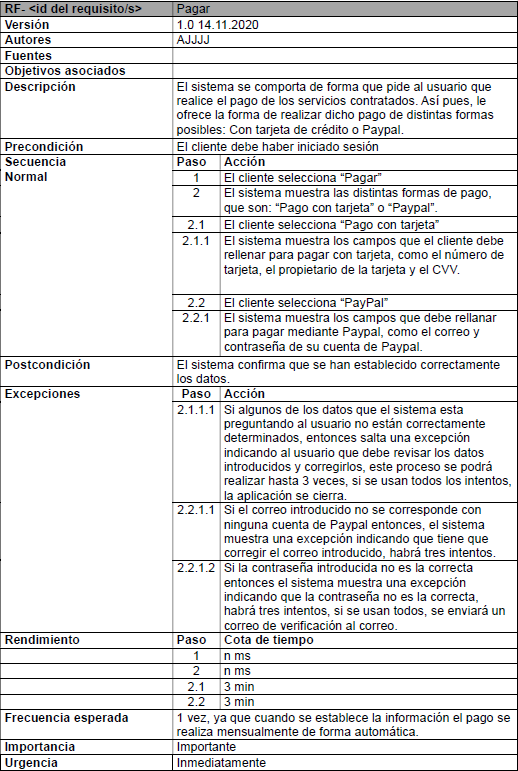 RF- <id del requisito/s> Pagar
Versión 1.0 14.11.2020
Autores AJJJJ
Fuentes
Objetivos asociados
Descripción El sistema se comporta de forma que pide al usuario que
realice el pago de los servicios contratados. Así pues, le
ofrece la forma de realizar dicho pago de distintas formas
posibles: Con tarjeta de crédito o Paypal.
Precondición El cliente debe haber iniciado sesión
Secuencia Paso Acción
Normal 1 El cliente selecciona “Pagar”
2 El sistema muestra las distintas formas de pago,
que son: “Pago con tarjeta” o “Paypal”.
2.1 El cliente selecciona “Pago con tarjeta”
2.1.1 El sistema muestra los campos que el cliente debe
rellenar para pagar con tarjeta, como el número de
tarjeta, el propietario de la tarjeta y el CVV.
2.2 El cliente selecciona “PayPal”
2.2.1 El sistema muestra los campos que debe rellanar
para pagar mediante Paypal, como el correo y
contraseña de su cuenta de Paypal.
Postcondición El sistema confirma que se han establecido correctamente
los datos.
Excepciones Paso Acción
2.1.1.1 Si algunos de los datos que el sistema esta
preguntando al usuario no están correctamente
determinados, entonces salta una excepción
indicando al usuario que debe revisar los datos
introducidos y corregirlos, este proceso se podrá
realizar hasta 3 veces, si se usan todos los intentos,
la aplicación se cierra.
2.2.1.1 Si el correo introducido no se corresponde con
ninguna cuenta de Paypal entonces, el sistema
muestra una excepción indicando que tiene que
corregir el correo introducido, habrá tres intentos.
2.2.1.2 Si la contraseña introducida no es la correcta
entonces el sistema muestra una excepción
indicando que la contraseña no es la correcta,
habrá tres intentos, si se usan todos, se enviará un
correo de verificación al correo.
Rendimiento Paso Cota de tiempo
1 n ms
2 n ms
2.1 3 min
2.2 3 min
Frecuencia esperada 1 vez, ya que cuando se establece la información el pago se
realiza mensualmente de forma automática.
Importancia Importante
Urgencia Inmediatamente